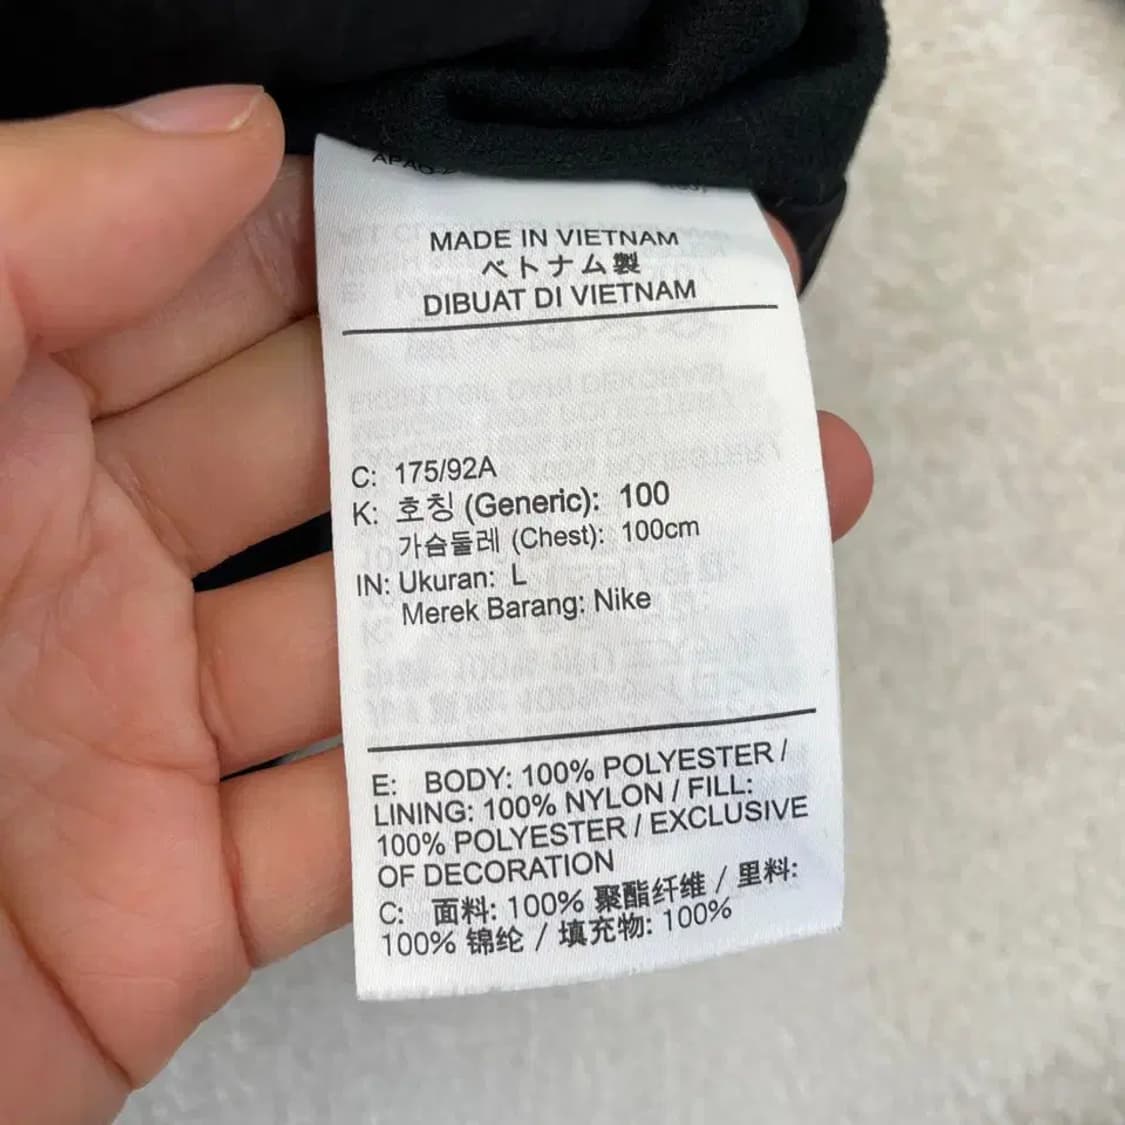 MADE IN VIETNAM
ベトナム製
DIBUAT DI VIETNAM
C: 175/92A
K: 호칭 (Generic): 100
가슴둘레 (Chest): 100cm
IN: Ukuran: L
Merek Barang: Nike
E: BODY: 100% POLYESTER /
LINING: 100% NYLON / FILL:
100% POLYESTER / EXCLUSIVE
OF DECORATION
C: 面料: 100% 聚酯纤维 / 里料:
100% 锦纶 / 填充物: 100%